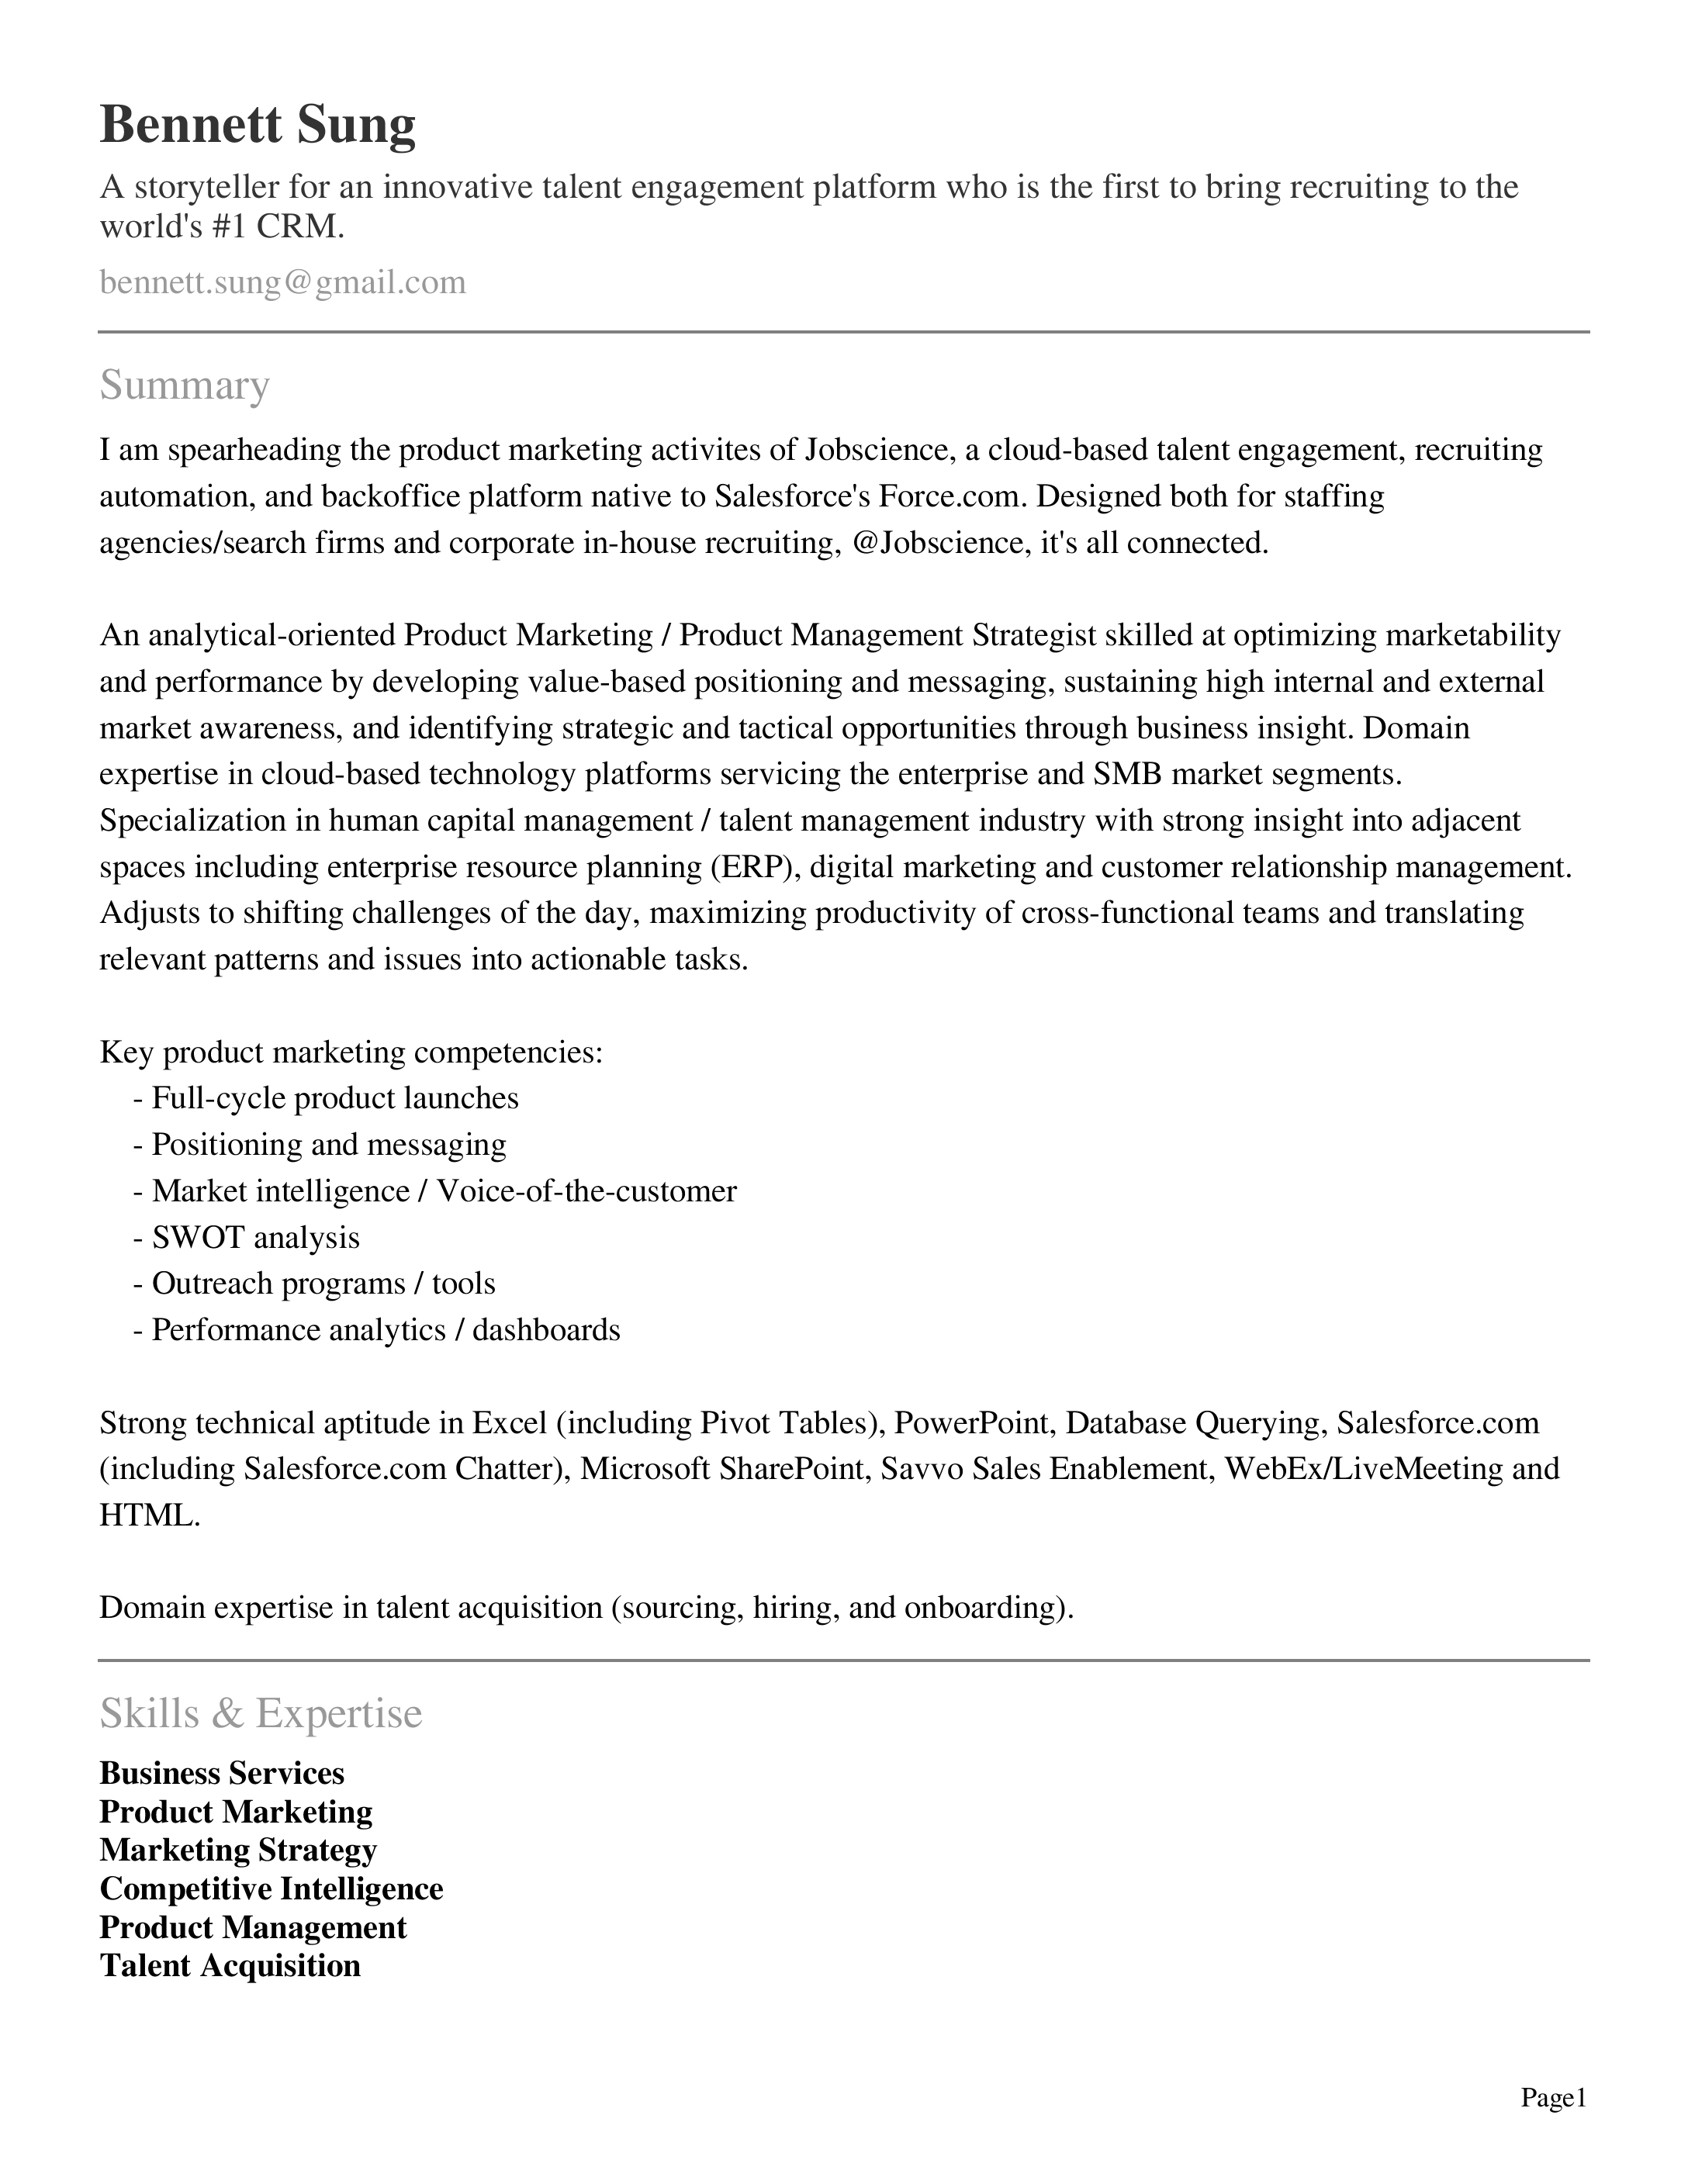 Bennett Sung
A storyteller for an innovative talent engagement platform who is the first to bring recruiting to the
world's #1 CRM.
bennett.sung@gmail.com
Summary
I am spearheading the product marketing activites of Jobscience, a cloud-based talent engagement, recruiting
automation, and backoffice platform native to Salesforce's Force.com. Designed both for staffing
agencies/search firms and corporate in-house recruiting, @Jobscience, it's all connected.
An analytical-oriented Product Marketing / Product Management Strategist skilled at optimizing marketability
and performance by developing value-based positioning and messaging, sustaining high internal and external
market awareness, and identifying strategic and tactical opportunities through business insight. Domain
expertise in cloud-based technology platforms servicing the enterprise and SMB market segments.
Specialization in human capital management / talent management industry with strong insight into adjacent
spaces including enterprise resource planning (ERP), digital marketing and customer relationship management.
Adjusts to shifting challenges of the day, maximizing productivity of cross-functional teams and translating
relevant patterns and issues into actionable tasks.
Key product marketing competencies:
- Full-cycle product launches
- Positioning and messaging
- Market intelligence / Voice-of-the-customer
- SWOT analysis
- Outreach programs / tools
- Performance analytics / dashboards
Strong technical aptitude in Excel (including Pivot Tables), PowerPoint, Database Querying, Salesforce.com
(including Salesforce.com Chatter), Microsoft SharePoint, Savvo Sales Enablement, WebEx/LiveMeeting and
HTML.
Domain expertise in talent acquisition (sourcing, hiring, and onboarding).
Skills & Expertise
Business Services
Product Marketing
Marketing Strategy
Competitive Intelligence
Product Management
Talent Acquisition
Page1